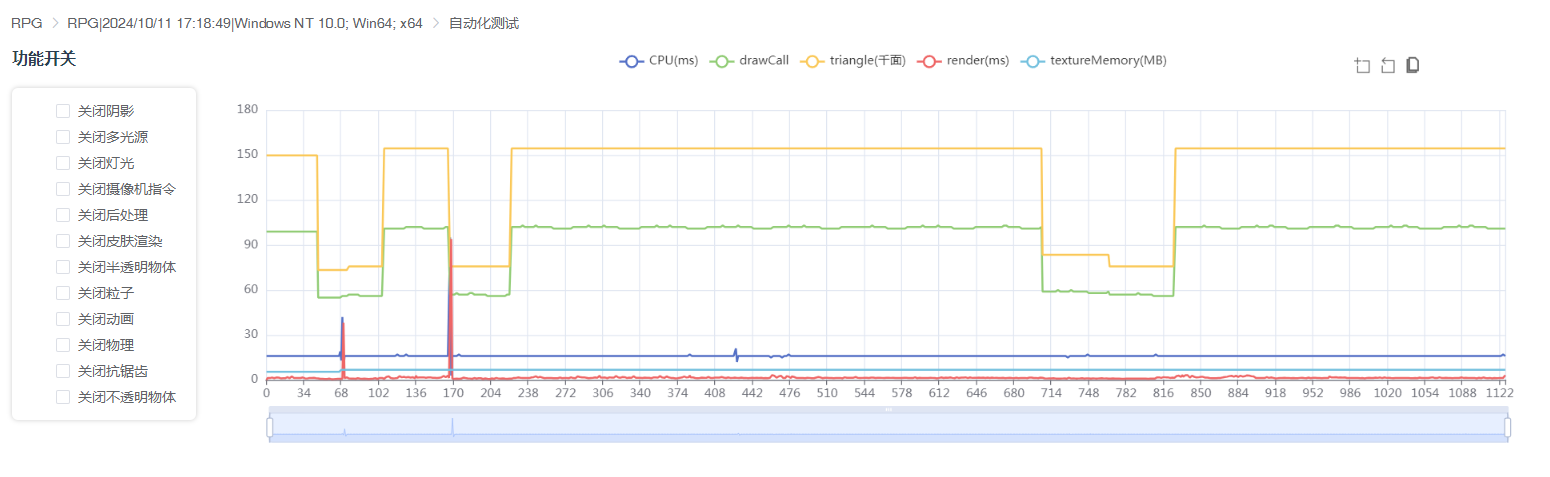 RPG > RPG|2024/10/11 17:18:49|Windows NT 10.0; Win64; x64 > 自动化测试
功能开关
CPU(ms) drawCall triangle(千面) render(ms) textureMemory(MB)
关闭阴影
关闭多光源
关闭灯光
关闭摄像机指令
关闭后处理
关闭皮肤渲染
关闭半透明物体
关闭粒子
关闭动画
关闭物理
关闭抗锯齿
关闭不透明物体
180
150
120
90
60
30
0
0 34 68 102 136 170 204 238 272 306 340 374 408 442 476 510 544 578 612 646 680 714 748 782 816 850 884 918 952 986 1020 1054 1088 1122